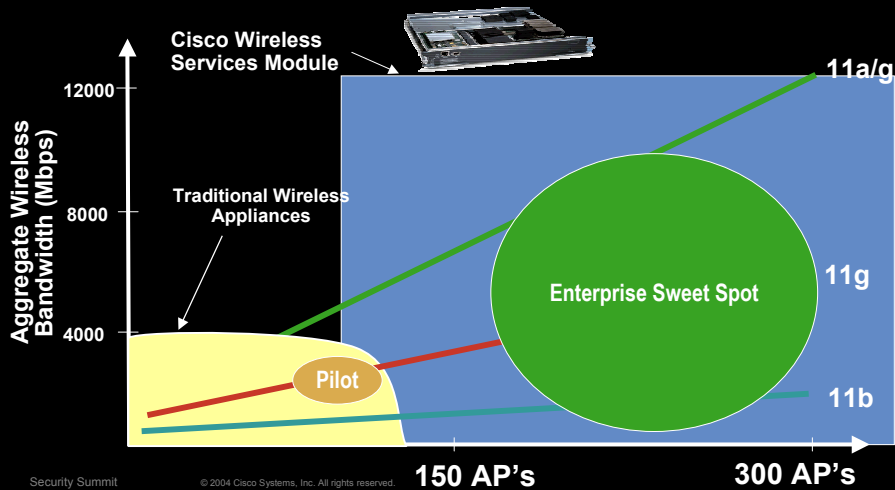 Cisco Wireless
Services Module
11a/g
12000
Aggregate Wireless
Bandwidth (Mbps)
Traditional Wireless
Appliances
8000
11g
Enterprise Sweet Spot
4000
Pilot
11b
150 AP's
300 AP's
Security Summit
© 2004 Cisco Systems, Inc. All rights reserved.